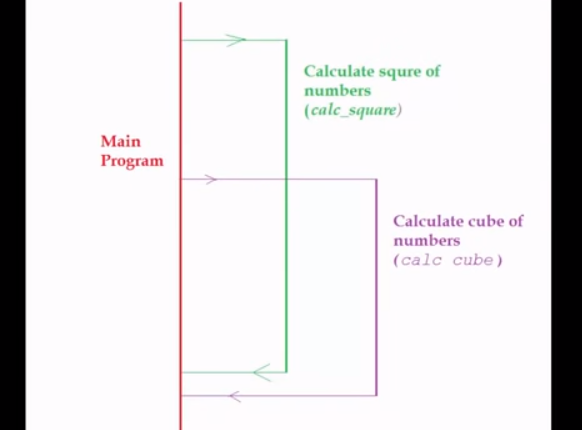 Calculate squre of
numbers
(calc_square)
Main
Program
Calculate cube of
numbers
(calc cube)